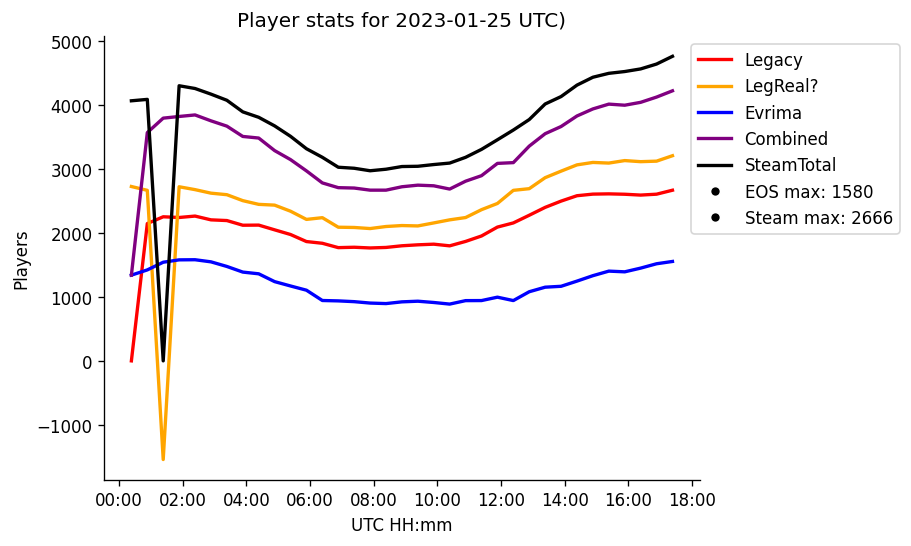 Player stats for 2023-01-25 UTC)
Players
5000
4000
3000
2000
1000
0
−1000
00:00 02:00 04:00 06:00 08:00 10:00 12:00 14:00 16:00 18:00
UTC HH:mm
Legacy
LegReal?
Evrima
Combined
SteamTotal
EOS max: 1580
Steam max: 2666